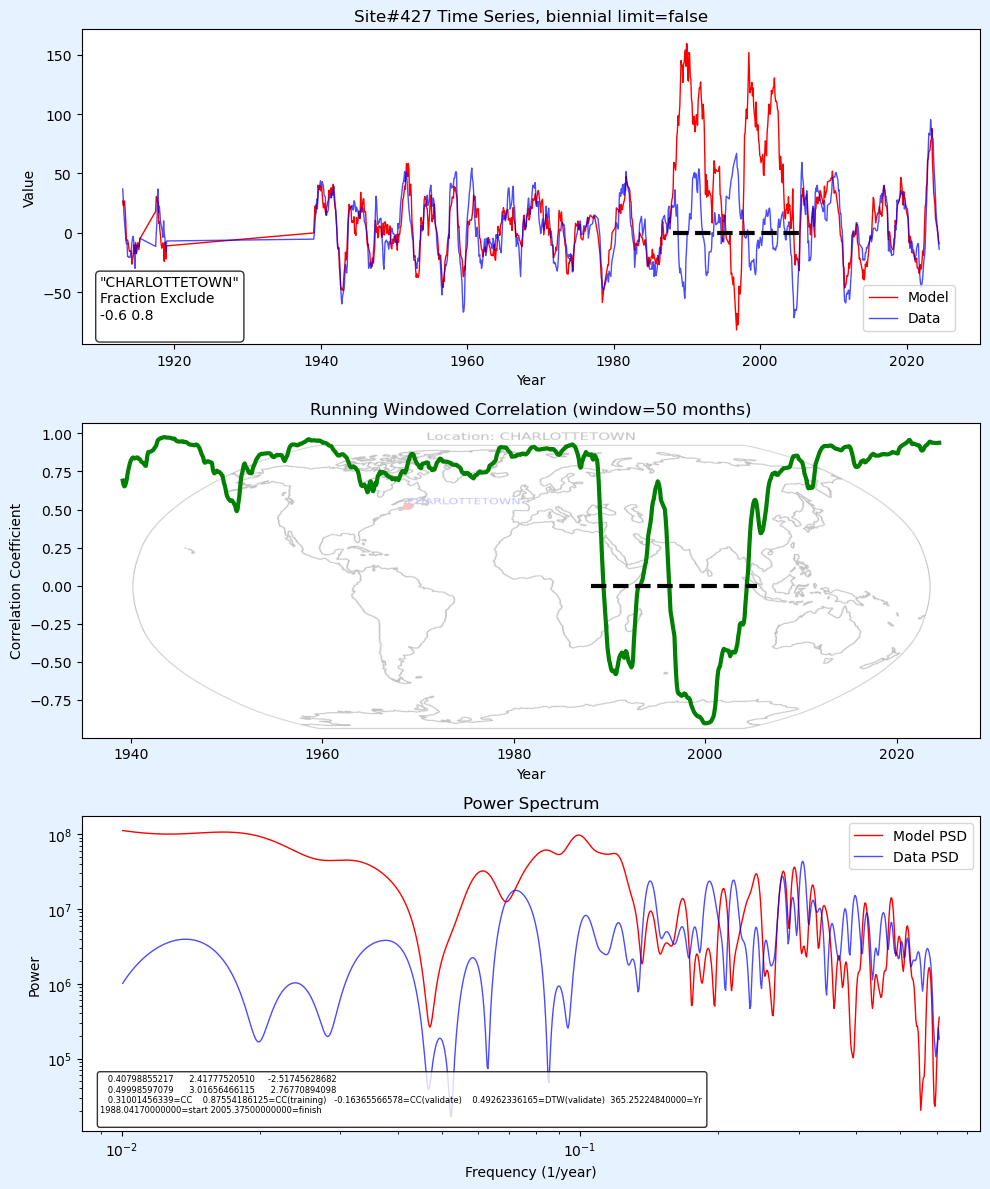 Site#427 Time Series, biennial limit=false
Value
150
100
50
0
−50
"CHARLOTTETOWN"
Fraction Exclude
-0.6 0.8
Model
Data
1920
1940
1960
1980
2000
2020
Year
Running Windowed Correlation (window=50 months)
Correlation Coefficient
1.00
0.75
0.50
0.25
0.00
−0.25
−0.50
−0.75
Location: CHARLOTTETOWN
CHARLOTTETOWN
1940
1960
1980
2000
2020
Year
Power Spectrum
Power
10⁸
10⁷
10⁶
10⁵
Model PSD
Data PSD
0.40798855217 2.41777520510 -2.51745628682
0.49998597079 3.01656466115 2.76770894098
0.31001456339=CC 0.87554186125=CC(training) -0.16365566578=CC(validate) 0.49262336165=DTW(validate) 365.25224840000=Yr
1988.04170000000=start 2005.37500000000=finish
10⁻²
10⁻¹
Frequency (1/year)